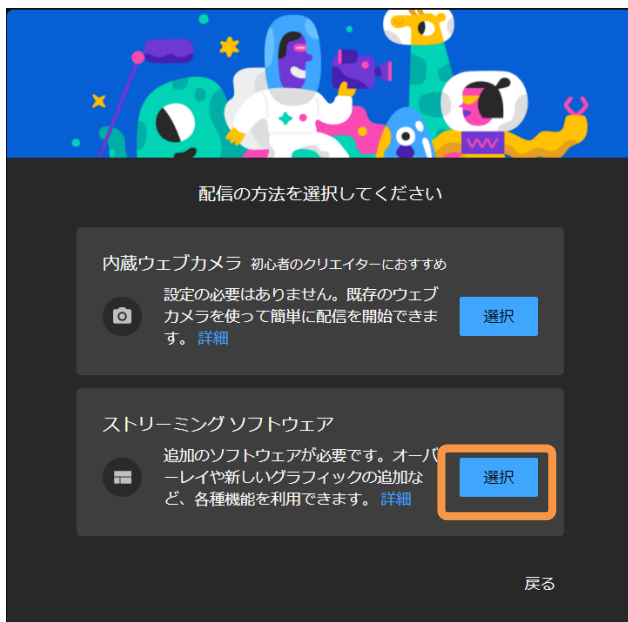 配信の方法を選択してください
内蔵ウェブカメラ 初心者のクリエイターにおすすめ
設定の必要はありません。既存のウェブ
カメラを使って簡単に配信を開始できま
す。 詳細
選択
ストリーミング ソフトウェア
追加のソフトウェアが必要です。オーバ
ーレイや新しいグラフィックの追加な
ど、各種機能を利用できます。 詳細
選択
戻る